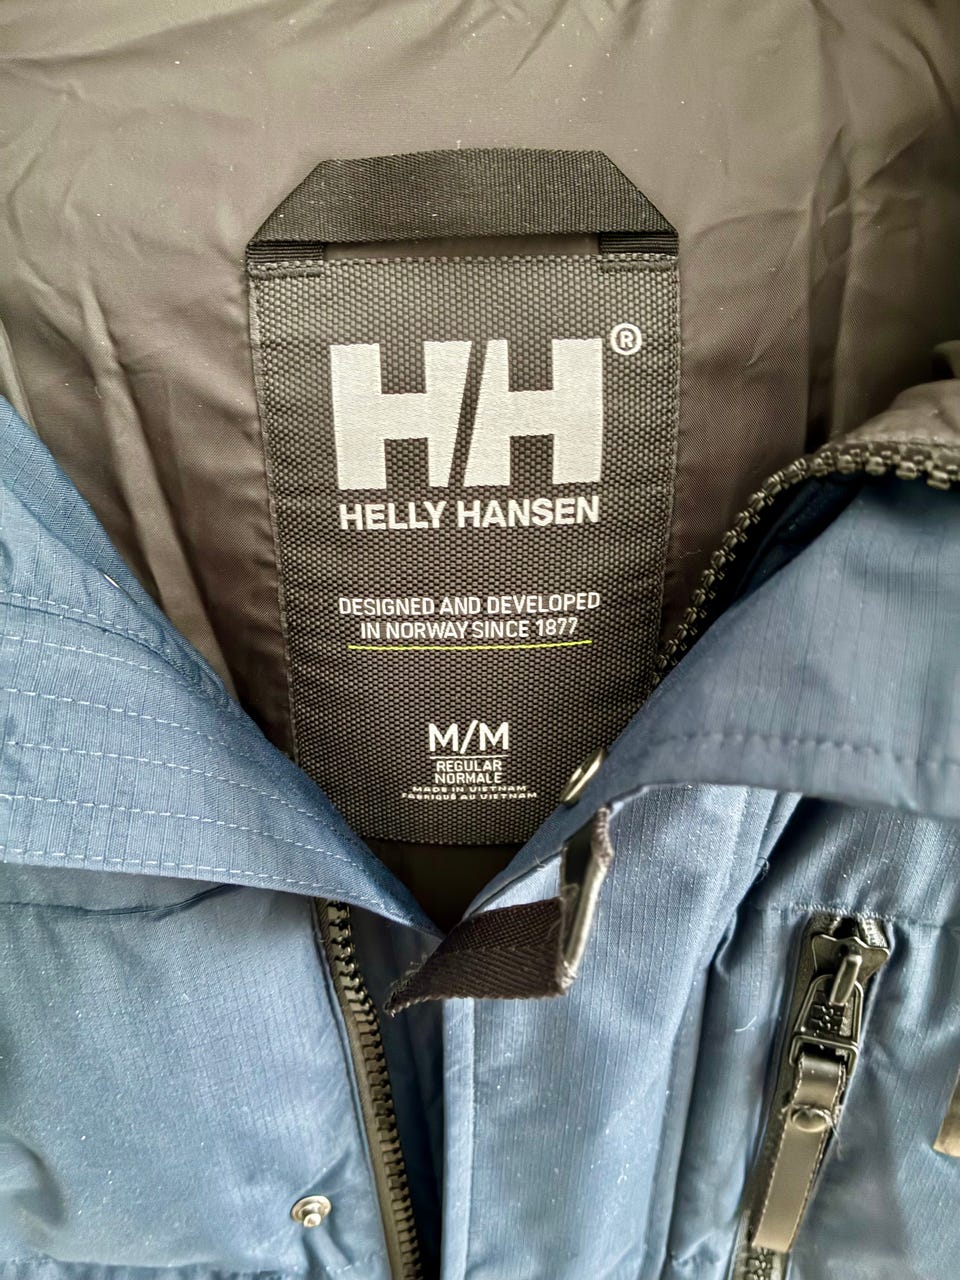 HH®
HELLY HANSEN
DESIGNED AND DEVELOPED
IN NORWAY SINCE 1877
M/M
REGULAR
NORMALE
MADE IN VIETNAM
FABRIQUÉ AU VIETNAM